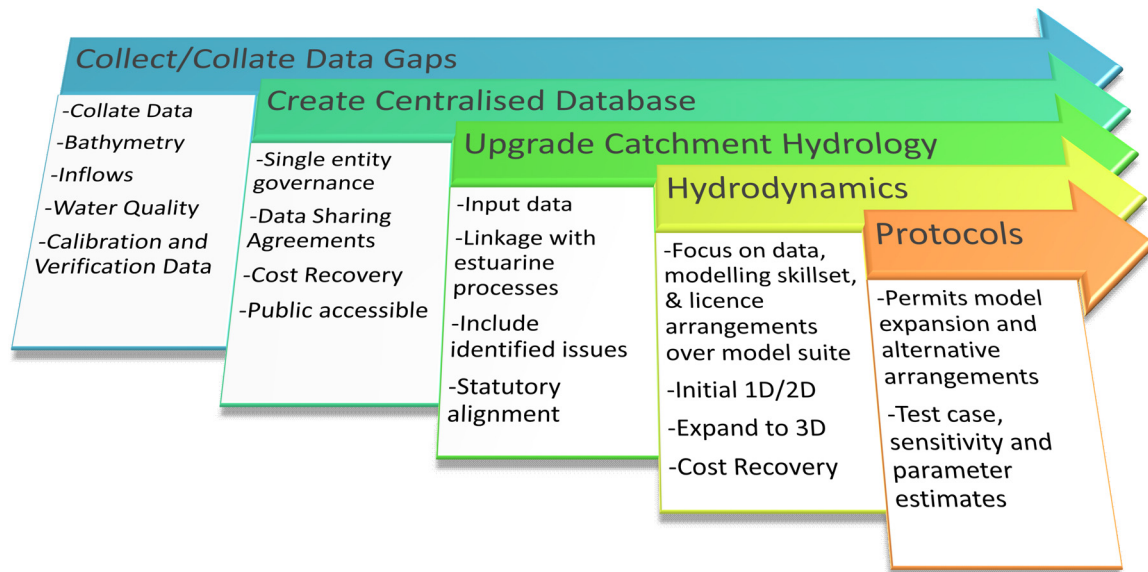 Collect/Collate Data Gaps
-Collate Data
-Bathymetry
-Inflows
-Water Quality
-Calibration and
Verification Data
Create Centralised Database
-Single entity
governance
-Data Sharing
Agreements
-Cost Recovery
-Public accessible
Upgrade Catchment Hydrology
-Input data
-Linkage with
estuarine
processes
-Include
identified issues
-Statutory
alignment
Hydrodynamics
-Focus on data,
modelling skillset,
& licence
arrangements
over model suite
-Initial 1D/2D
-Expand to 3D
-Cost Recovery
Protocols
-Permits model
expansion and
alternative
arrangements
-Test case,
sensitivity and
parameter
estimates